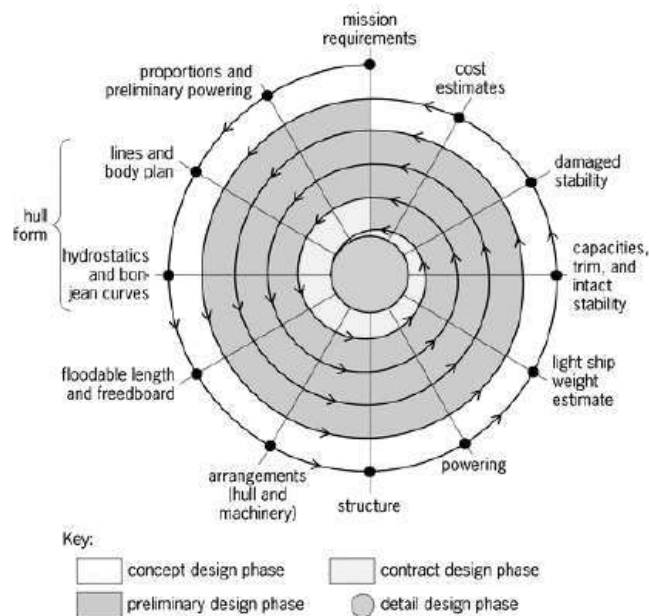 mission
requirements
cost
estimates
damaged
stability
capacities,
trim, and
intact
stability
light ship
weight
estimate
powering
structure
arrangements
(hull and
machinery)
floodable length
and freedboard
hydrostatics
and bon-
jean curves
lines and
body plan
hull
form
proportions and
preliminary powering
Key:
concept design phase
contract design phase
preliminary design phase
detail design phase